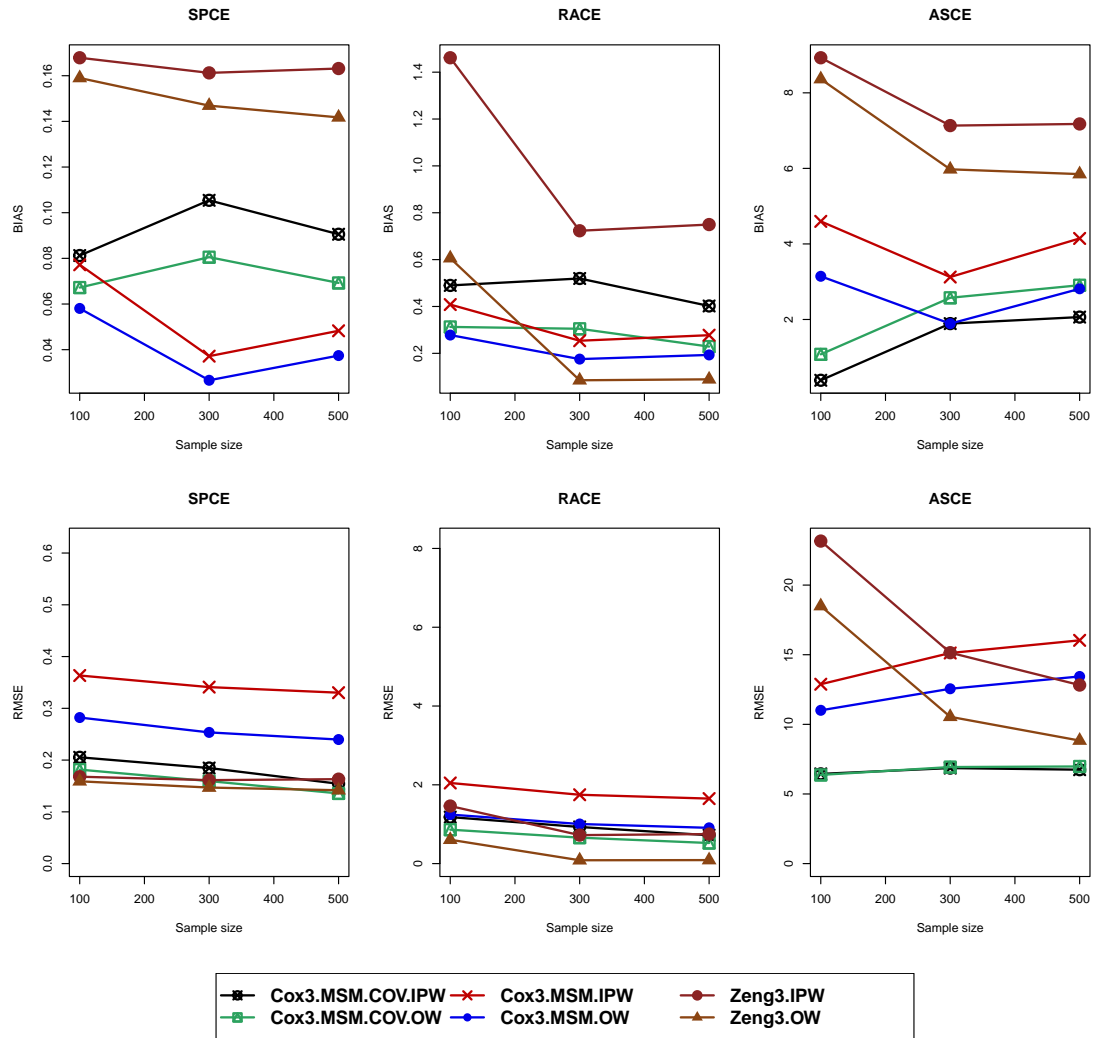 SPCE
RACE
ASCE
BIAS
0.04 0.06 0.08 0.10 0.12 0.14 0.16
100 200 300 400 500
Sample size
BIAS
0.2 0.4 0.6 0.8 1.0 1.2 1.4
100 200 300 400 500
Sample size
BIAS
2 4 6 8
100 200 300 400 500
Sample size
SPCE
RACE
ASCE
RMSE
0.0 0.1 0.2 0.3 0.4 0.5 0.6
100 200 300 400 500
Sample size
RMSE
0 2 4 6 8
100 200 300 400 500
Sample size
RMSE
0 5 10 15 20
100 200 300 400 500
Sample size
Cox3.MSM.COV.IPW Cox3.MSM.IPW Zeng3.IPW
Cox3.MSM.COV.OW Cox3.MSM.OW Zeng3.OW